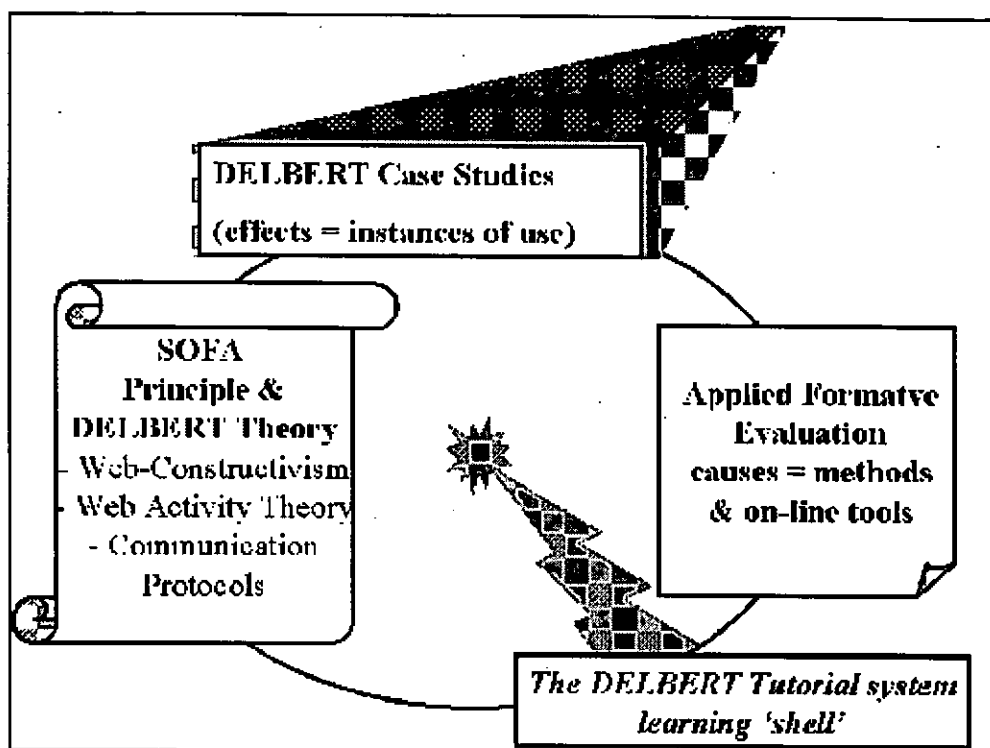 DELBERT Case Studies
(effects = instances of use)
SOFA
Principle &
DELBERT Theory
- Web-Constructivism
- Web Activity Theory
- Communication
Protocols
Applied Formatve
Evaluation
causes = methods
& on-line tools
The DELBERT Tutorial system
learning ‘shell’